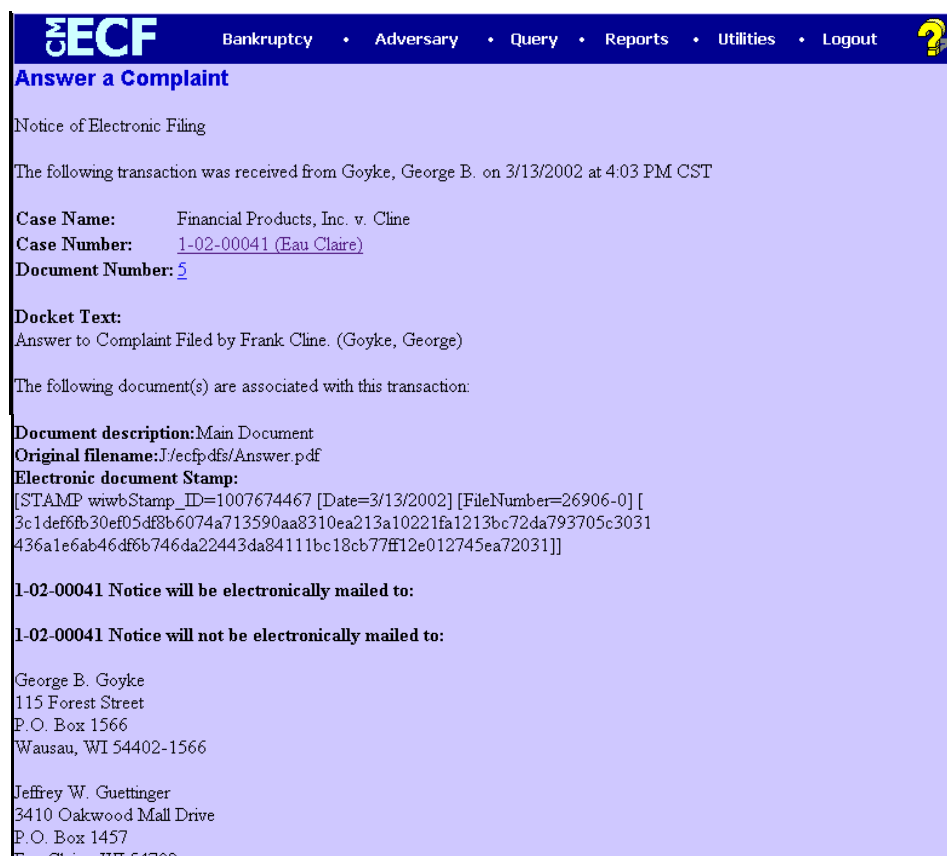 CM ECF Bankruptcy • Adversary • Query • Reports • Utilities • Logout ?
Answer a Complaint
Notice of Electronic Filing
The following transaction was received from Goyke, George B. on 3/13/2002 at 4:03 PM CST
Case Name: Financial Products, Inc. v. Cline
Case Number: 1-02-00041 (Eau Claire)
Document Number: 5
Docket Text:
Answer to Complaint Filed by Frank Cline. (Goyke, George)
The following document(s) are associated with this transaction:
Document description:Main Document
Original filename:J:/ecfpdfs/Answer.pdf
Electronic document Stamp:
[STAMP wiwbStamp_ID=1007674467 [Date=3/13/2002] [FileNumber=26906-0] [
3c1def6fb30ef05df8b6074a713590aa8310ea213a10221fa1213bc72da793705c3031
436a1e6ab46df6b746da22443da84111bc18cb77ff12e012745ea72031]]
1-02-00041 Notice will be electronically mailed to:
1-02-00041 Notice will not be electronically mailed to:
George B. Goyke
115 Forest Street
P.O. Box 1566
Wausau, WI 54402-1566
Jeffrey W. Guettinger
3410 Oakwood Mall Drive
P.O. Box 1457